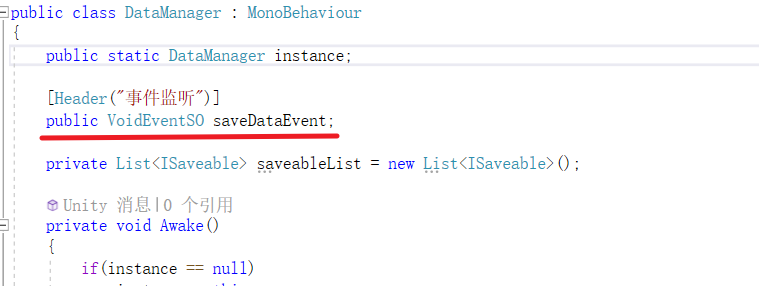 public class DataManager : MonoBehaviour
{
public static DataManager instance;
[Header("事件监听")]
public VoidEventSO saveDataEvent;
private List<ISaveable> saveableList = new List<ISaveable>();
Unity 消息|0 个引用
private void Awake()
{
if(instance == null)